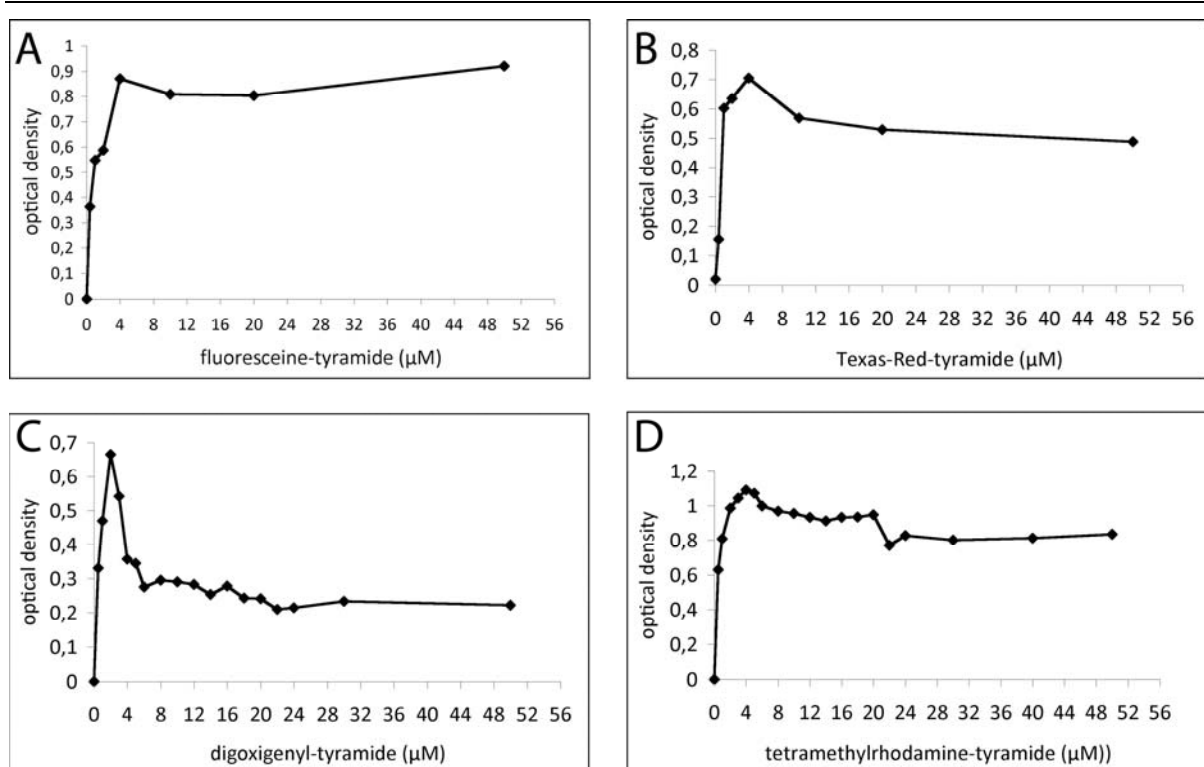 A
optical density
1
0,9
0,8
0,7
0,6
0,5
0,4
0,3
0,2
0,1
0
0 4 8 12 16 20 24 28 32 36 40 44 48 52 56
fluoresceine-tyramide (µM)
B
optical density
0,8
0,7
0,6
0,5
0,4
0,3
0,2
0,1
0
0 4 8 12 16 20 24 28 32 36 40 44 48 52 56
Texas-Red-tyramide (µM)
C
optical density
0,7
0,6
0,5
0,4
0,3
0,2
0,1
0
0 4 8 12 16 20 24 28 32 36 40 44 48 52 56
digoxigenyl-tyramide (µM)
D
optical density
1,2
1
0,8
0,6
0,4
0,2
0
0 4 8 12 16 20 24 28 32 36 40 44 48 52 56
tetramethylrhodamine-tyramide (µM))